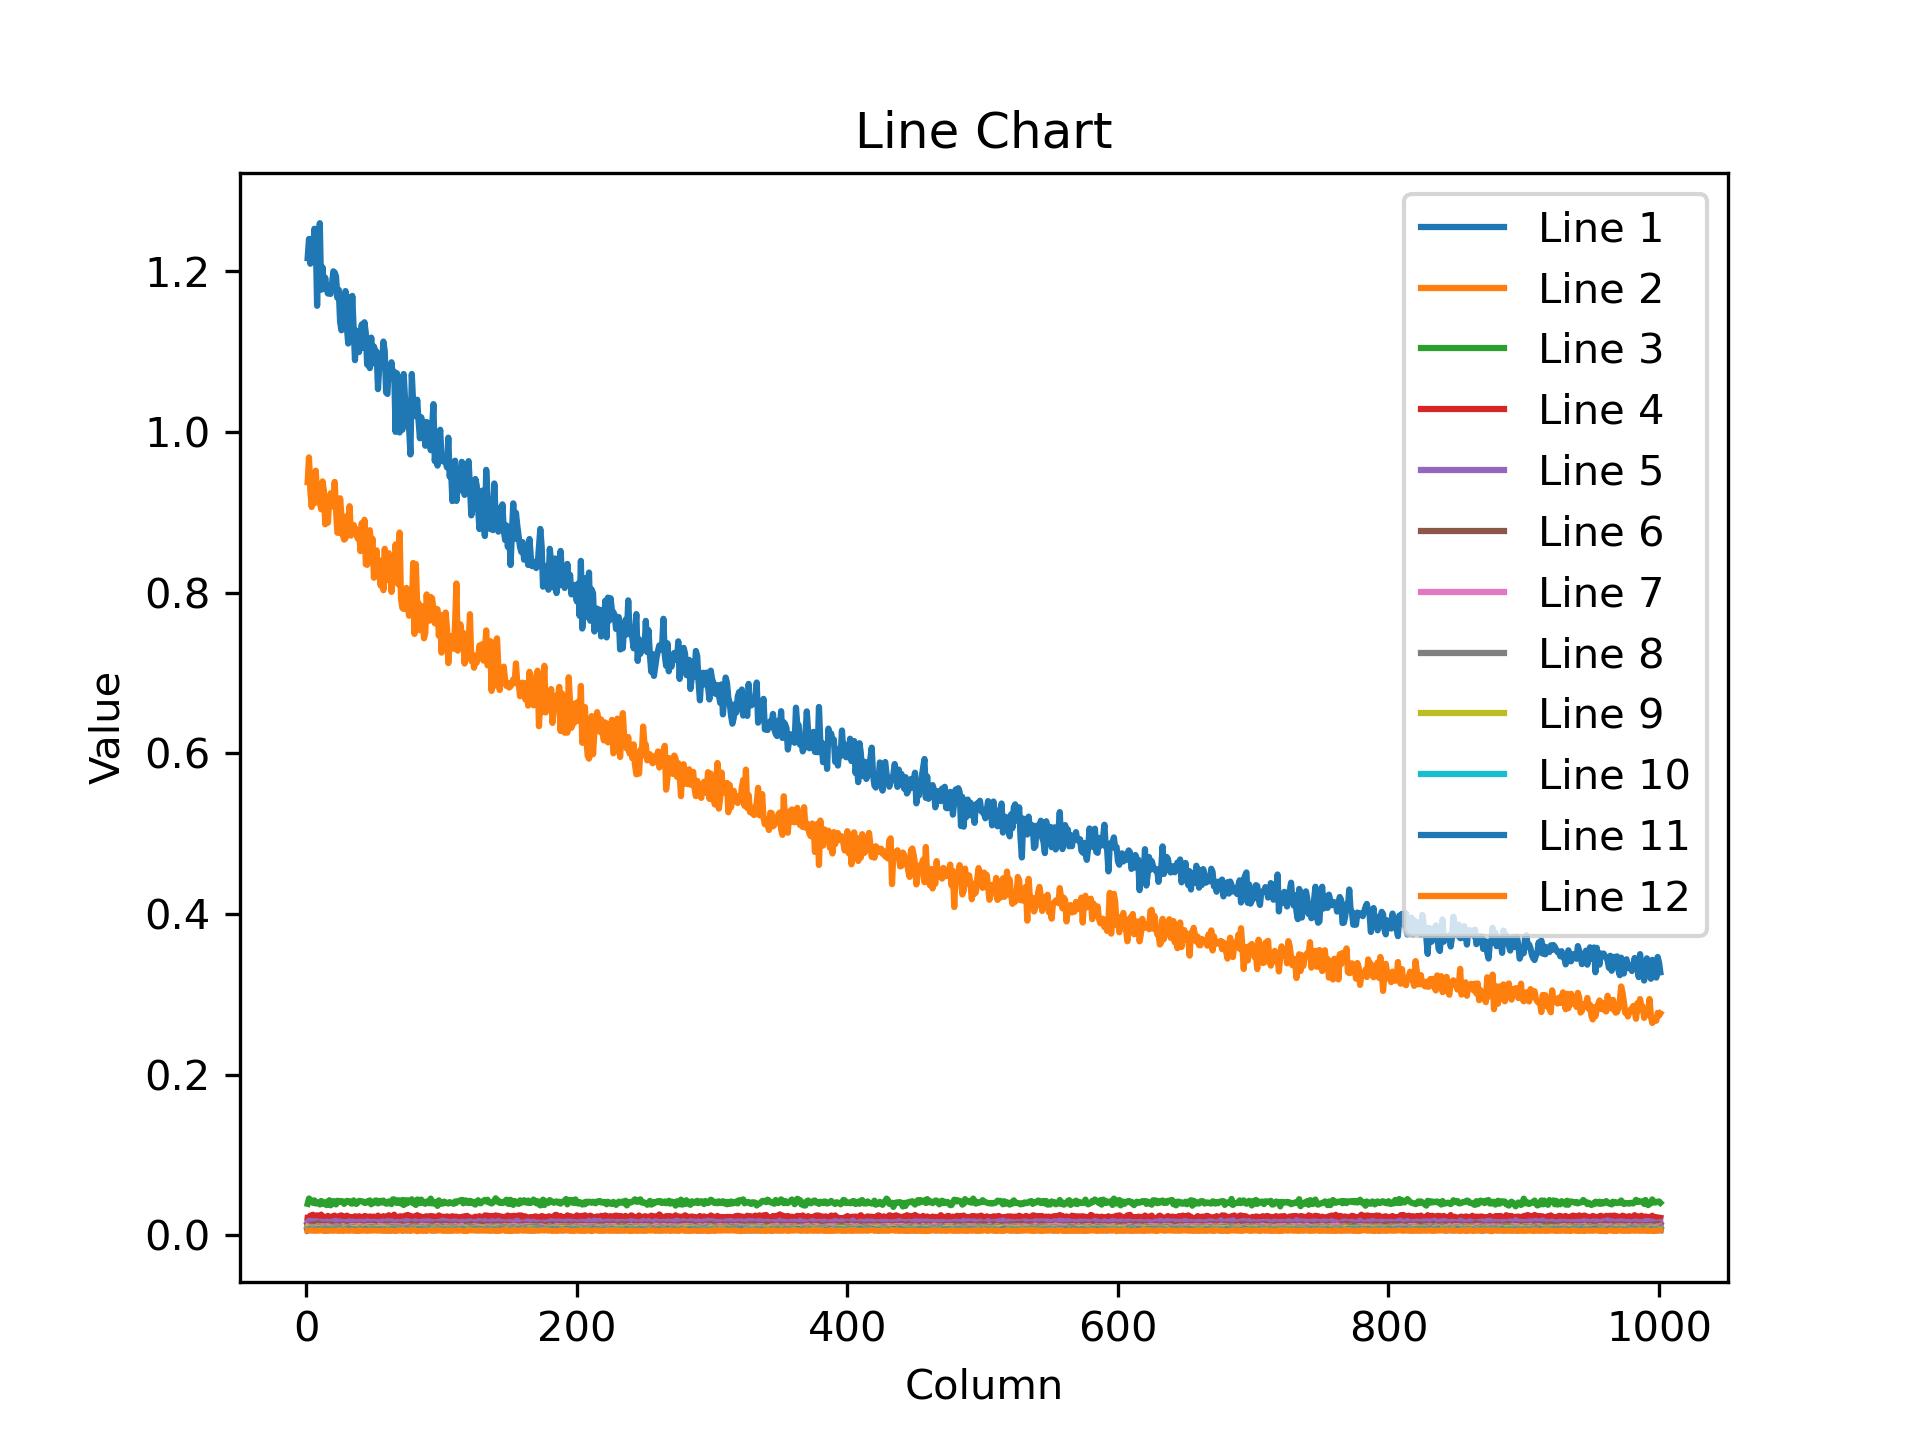 Line Chart
Value
1.2
1.0
0.8
0.6
0.4
0.2
0.0
0
200
400
600
800
1000
Column
Line 1
Line 2
Line 3
Line 4
Line 5
Line 6
Line 7
Line 8
Line 9
Line 10
Line 11
Line 12